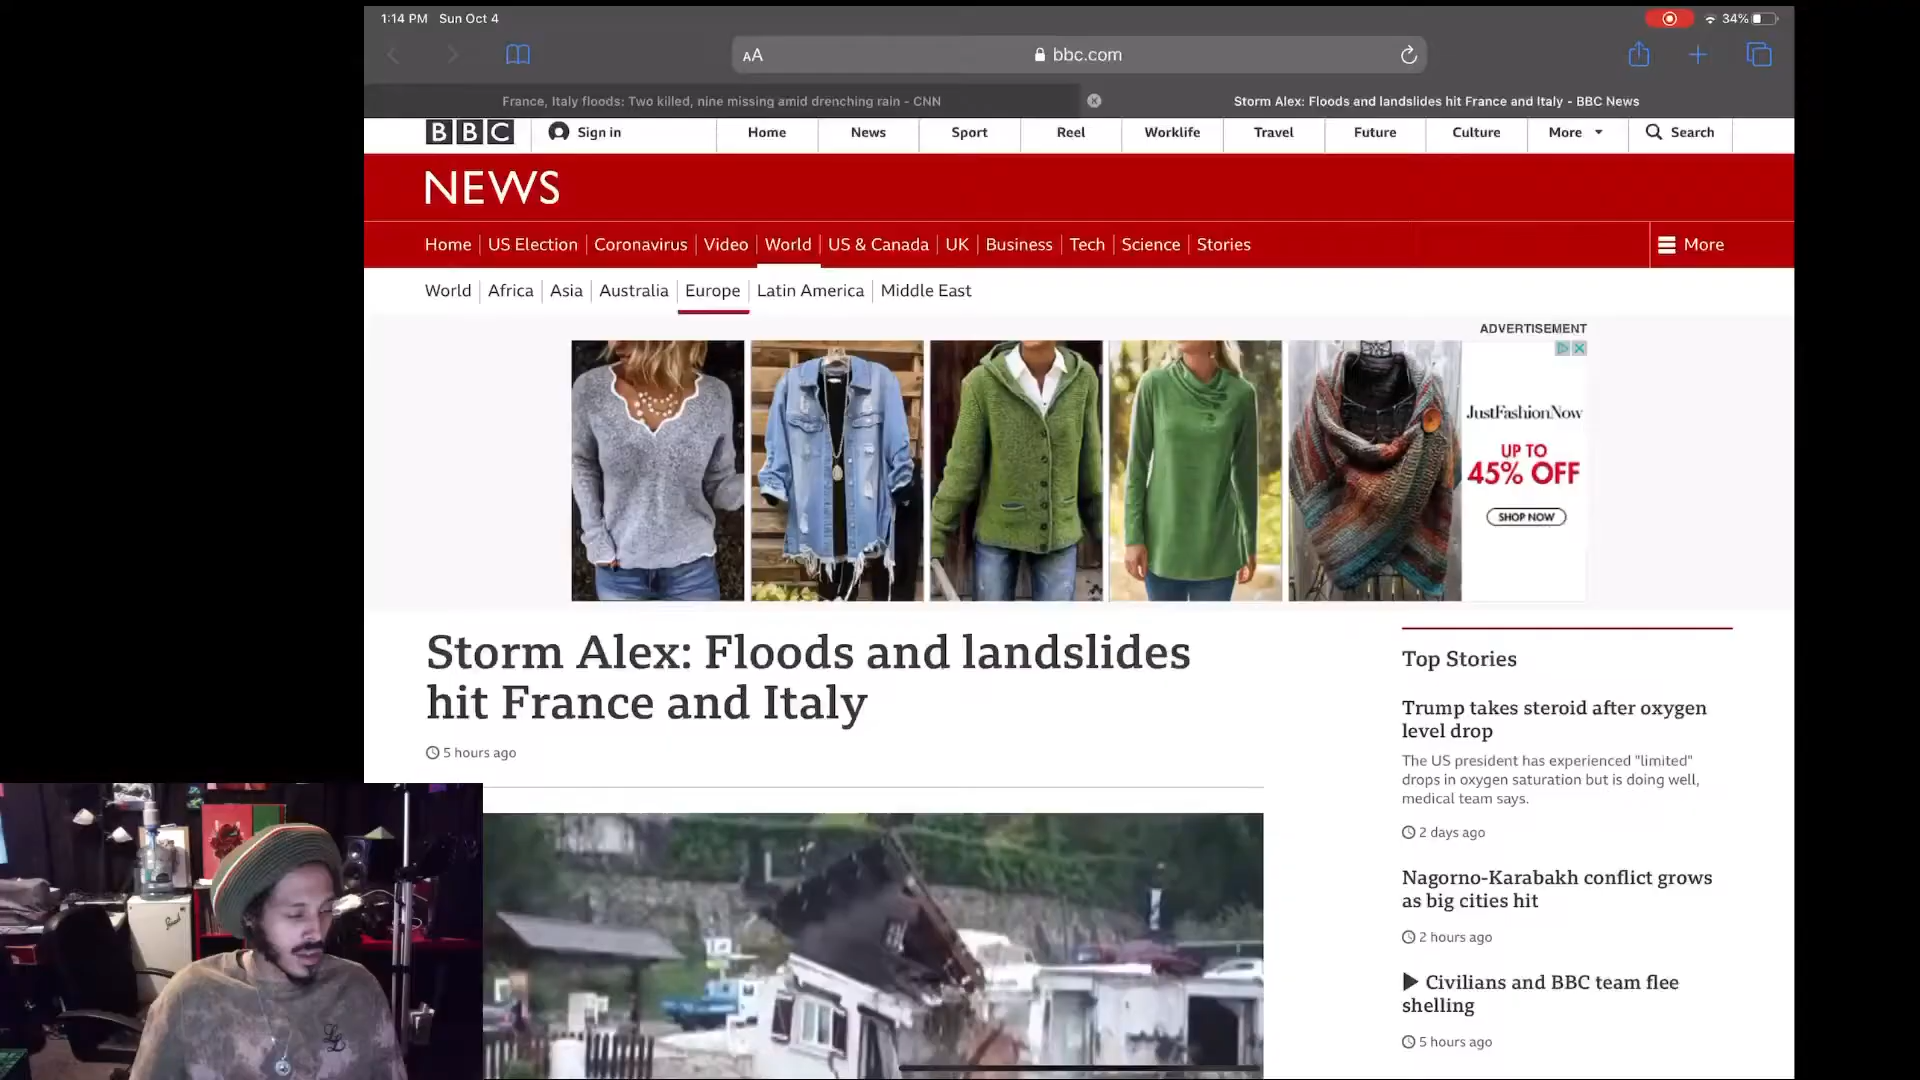 1:14 PM Sun Oct 4
34%
AA
bbc.com
France, Italy floods: Two killed, nine missing amid drenching rain - CNN
Storm Alex: Floods and landslides hit France and Italy - BBC News
BBC
Sign in
Home
News
Sport
Reel
Worklife
Travel
Future
Culture
More
Search
NEWS
Home
US Election
Coronavirus
Video
World
US & Canada
UK
Business
Tech
Science
Stories
More
World
Africa
Asia
Australia
Europe
Latin America
Middle East
ADVERTISEMENT
JustFashionNow
UP TO
45% OFF
SHOP NOW
Storm Alex: Floods and landslides
hit France and Italy
5 hours ago
Top Stories
Trump takes steroid after oxygen
level drop
The US president has experienced "limited"
drops in oxygen saturation but is doing well,
medical team says.
2 days ago
Nagorno-Karabakh conflict grows
as big cities hit
2 hours ago
Civilians and BBC team flee
shelling
5 hours ago